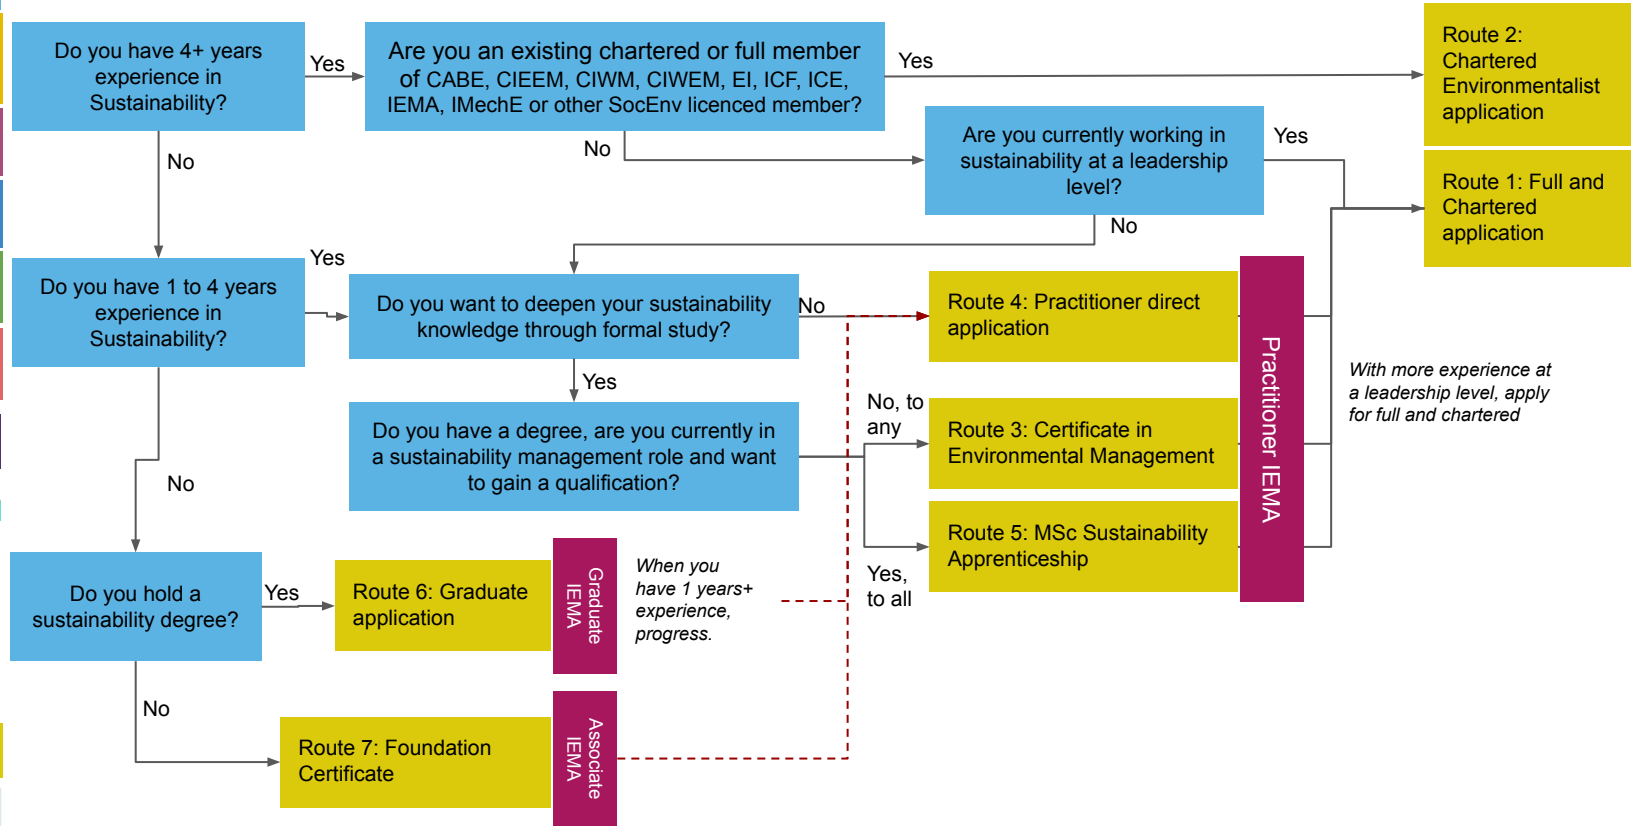 Do you have 4+ years
experience in
Sustainability?
Yes
Are you an existing chartered or full member
of CABE, CIEEM, CIWM, CIWEM, EI, ICF, ICE,
IEMA, IMechE or other SocEnv licenced member?
Yes
Route 2:
Chartered
Environmentalist
application
No
No
Are you currently working in
sustainability at a leadership
level?
Yes
Route 1: Full and
Chartered
application
No
Do you have 1 to 4 years
experience in
Sustainability?
Yes
Do you want to deepen your sustainability
knowledge through formal study?
No
Route 4: Practitioner direct
application
Practitioner IEMA
With more experience at
a leadership level, apply
for full and chartered
Yes
Do you have a degree, are you currently in
a sustainability management role and want
to gain a qualification?
No, to
any
Route 3: Certificate in
Environmental Management
Yes,
to all
Route 5: MSc Sustainability
Apprenticeship
No
Do you hold a
sustainability degree?
Yes
Route 6: Graduate
application
Graduate
IEMA
When you
have 1 years+
experience,
progress.
No
Route 7: Foundation
Certificate
Associate
IEMA